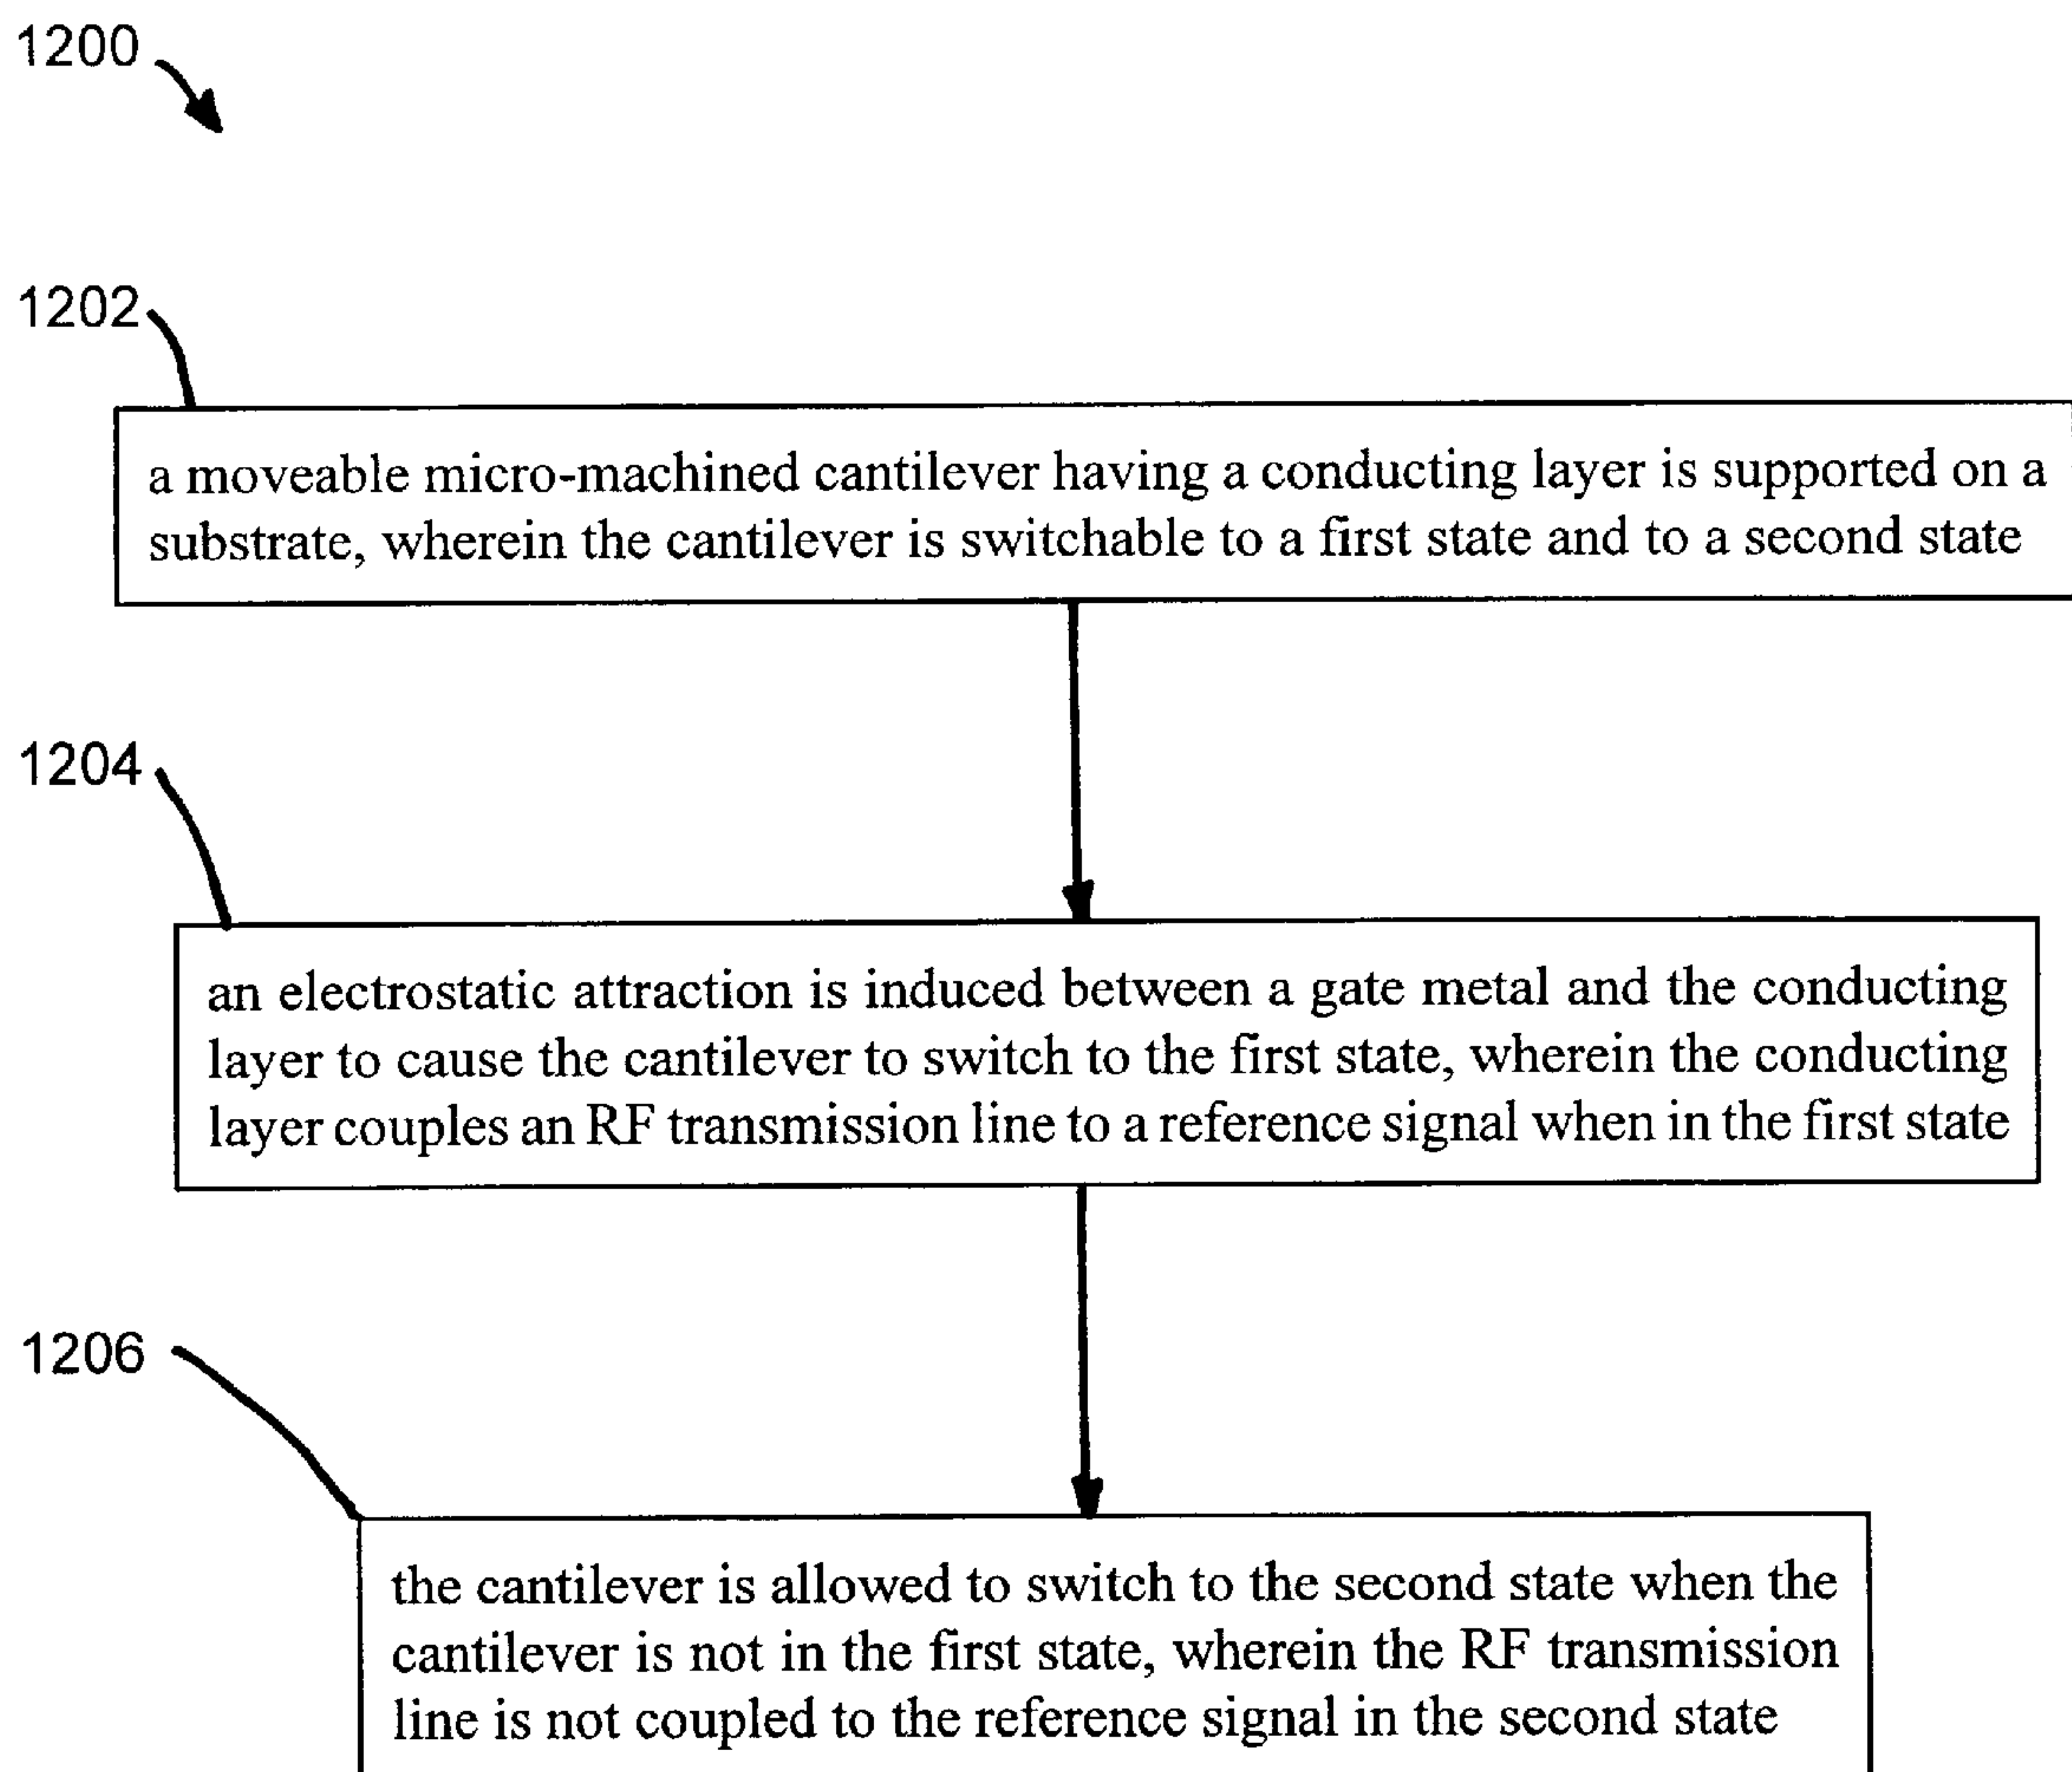 1200
1202
a moveable micro-machined cantilever having a conducting layer is supported on a
substrate, wherein the cantilever is switchable to a first state and to a second state
1204
an electrostatic attraction is induced between a gate metal and the conducting
layer to cause the cantilever to switch to the first state, wherein the conducting
layer couples an RF transmission line to a reference signal when in the first state
1206
the cantilever is allowed to switch to the second state when the
cantilever is not in the first state, wherein the RF transmission
line is not coupled to the reference signal in the second state